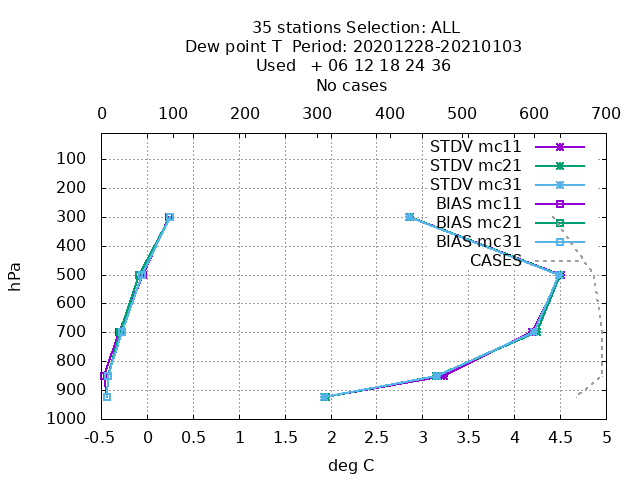 35 stations Selection: ALL
Dew point T  Period: 20201228-20210103
Used   + 06 12 18 24 36
No cases
0 100 200 300 400 500 600 700
STDV mc11
STDV mc21
STDV mc31
BIAS mc11
BIAS mc21
BIAS mc31
CASES
hPa
100
200
300
400
500
600
700
800
900
1000
-0.5 0 0.5 1 1.5 2 2.5 3 3.5 4 4.5 5
deg C